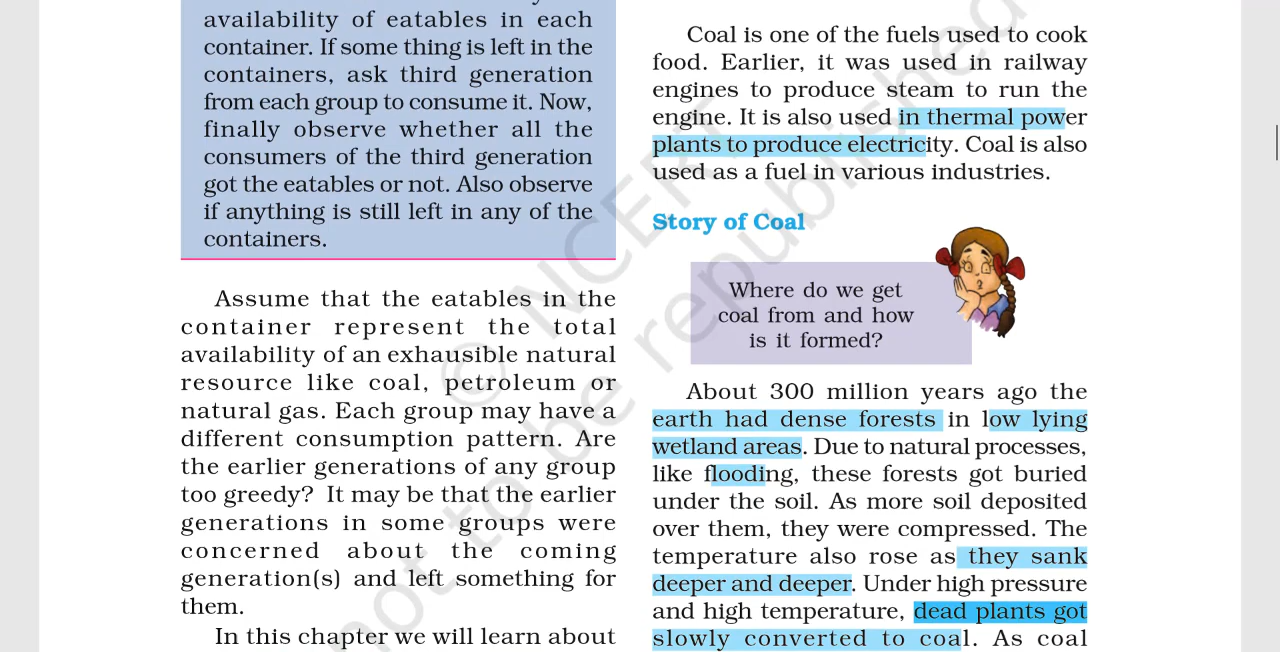 availability of eatables in each
container. If some thing is left in the
containers, ask third generation
from each group to consume it. Now,
finally observe whether all the
consumers of the third generation
got the eatables or not. Also observe
if anything is still left in any of the
containers.
Assume that the eatables in the
container represent the total
availability of an exhausible natural
resource like coal, petroleum or
natural gas. Each group may have a
different consumption pattern. Are
the earlier generations of any group
too greedy? It may be that the earlier
generations in some groups were
concerned about the coming
generation(s) and left something for
them.
In this chapter we will learn about
Coal is one of the fuels used to cook
food. Earlier, it was used in railway
engines to produce steam to run the
engine. It is also used in thermal power
plants to produce electricity. Coal is also
used as a fuel in various industries.
Story of Coal
Where do we get
coal from and how
is it formed?
About 300 million years ago the
earth had dense forests in low lying
wetland areas. Due to natural processes,
like flooding, these forests got buried
under the soil. As more soil deposited
over them, they were compressed. The
temperature also rose as they sank
deeper and deeper. Under high pressure
and high temperature, dead plants got
slowly converted to coal. As coal
© NCERT
not to be republished